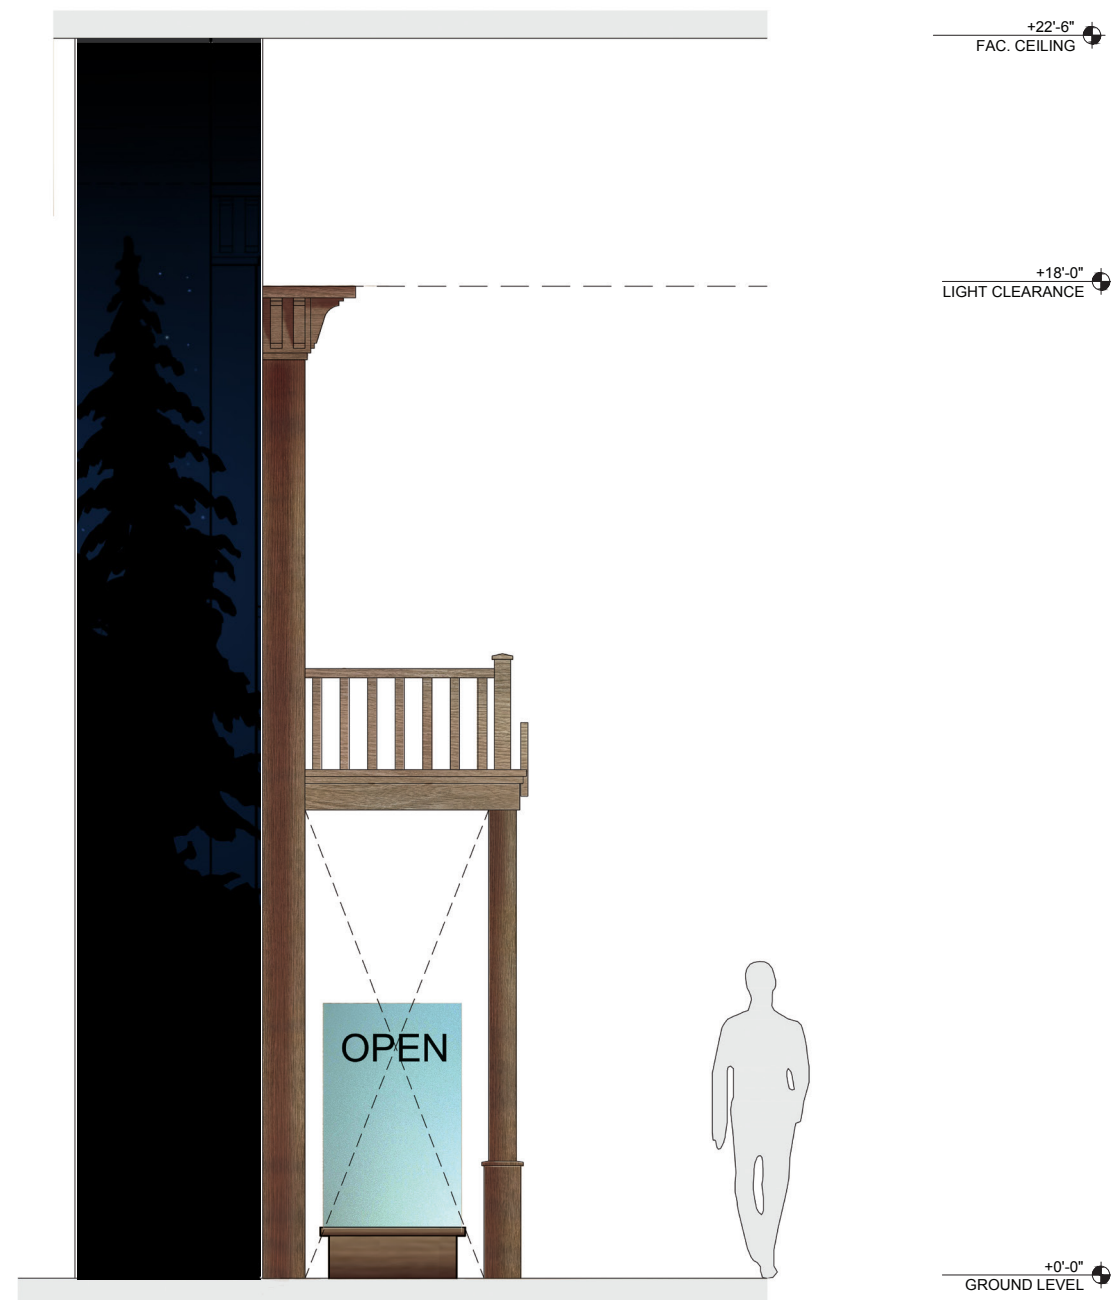 +22'-6"
FAC. CEILING
+18'-0"
LIGHT CLEARANCE
OPEN
+0'-0"
GROUND LEVEL